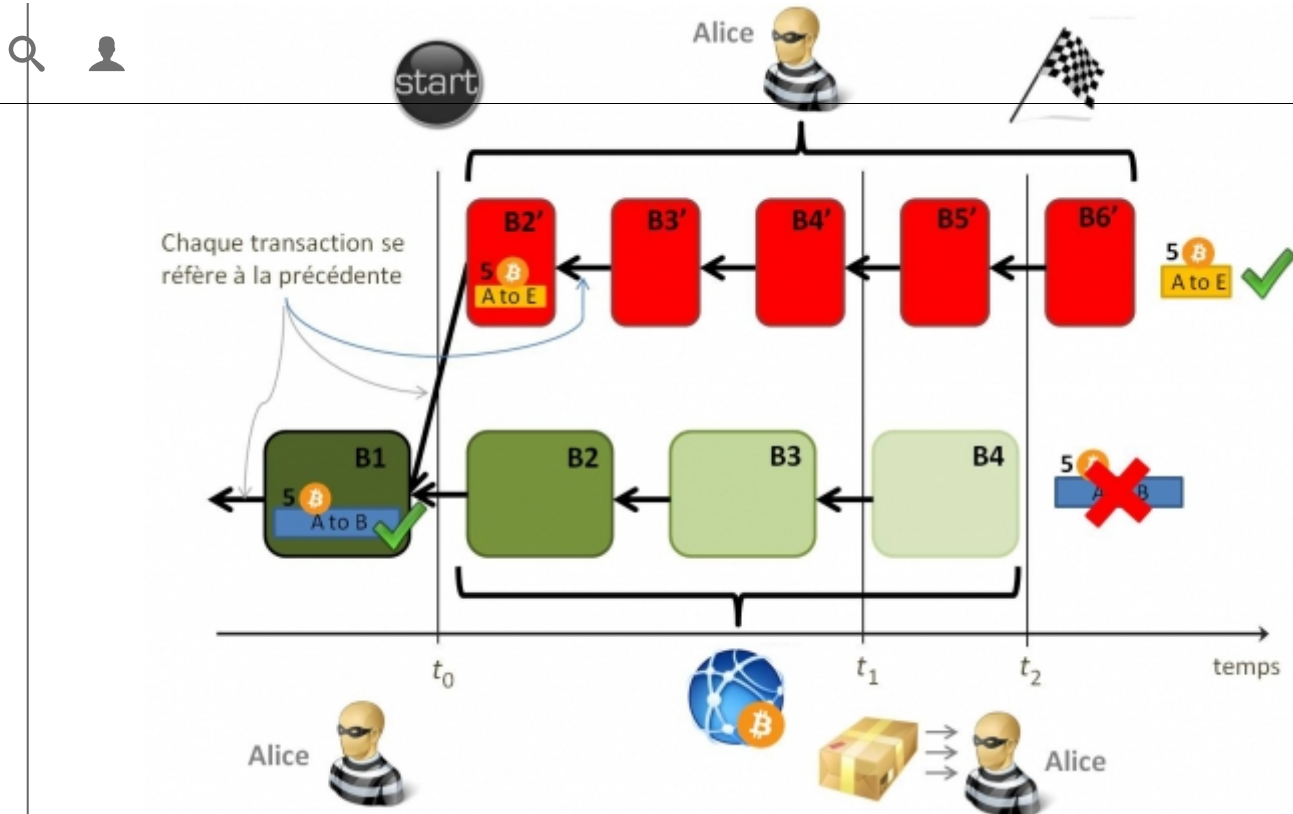 Alice
start
B2’
B3’
B4’
B5’
B6’
Chaque transaction se
réfère à la précédente
5
A to E
5
A to E
B1
B2
B3
B4
5
A to B
5
A B
t0
t1
t2
temps
Alice
Alice